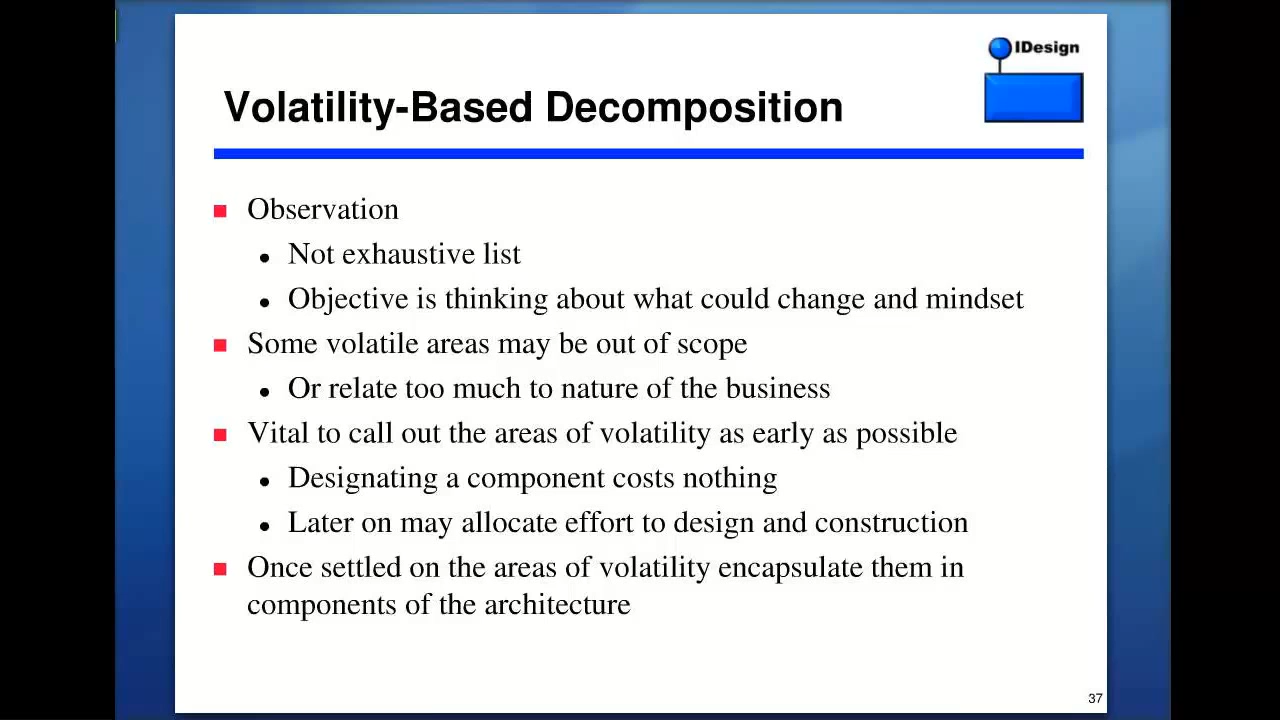 IDesign
Volatility-Based Decomposition
Observation
Not exhaustive list
Objective is thinking about what could change and mindset
Some volatile areas may be out of scope
Or relate too much to nature of the business
Vital to call out the areas of volatility as early as possible
Designating a component costs nothing
Later on may allocate effort to design and construction
Once settled on the areas of volatility encapsulate them in
components of the architecture
37